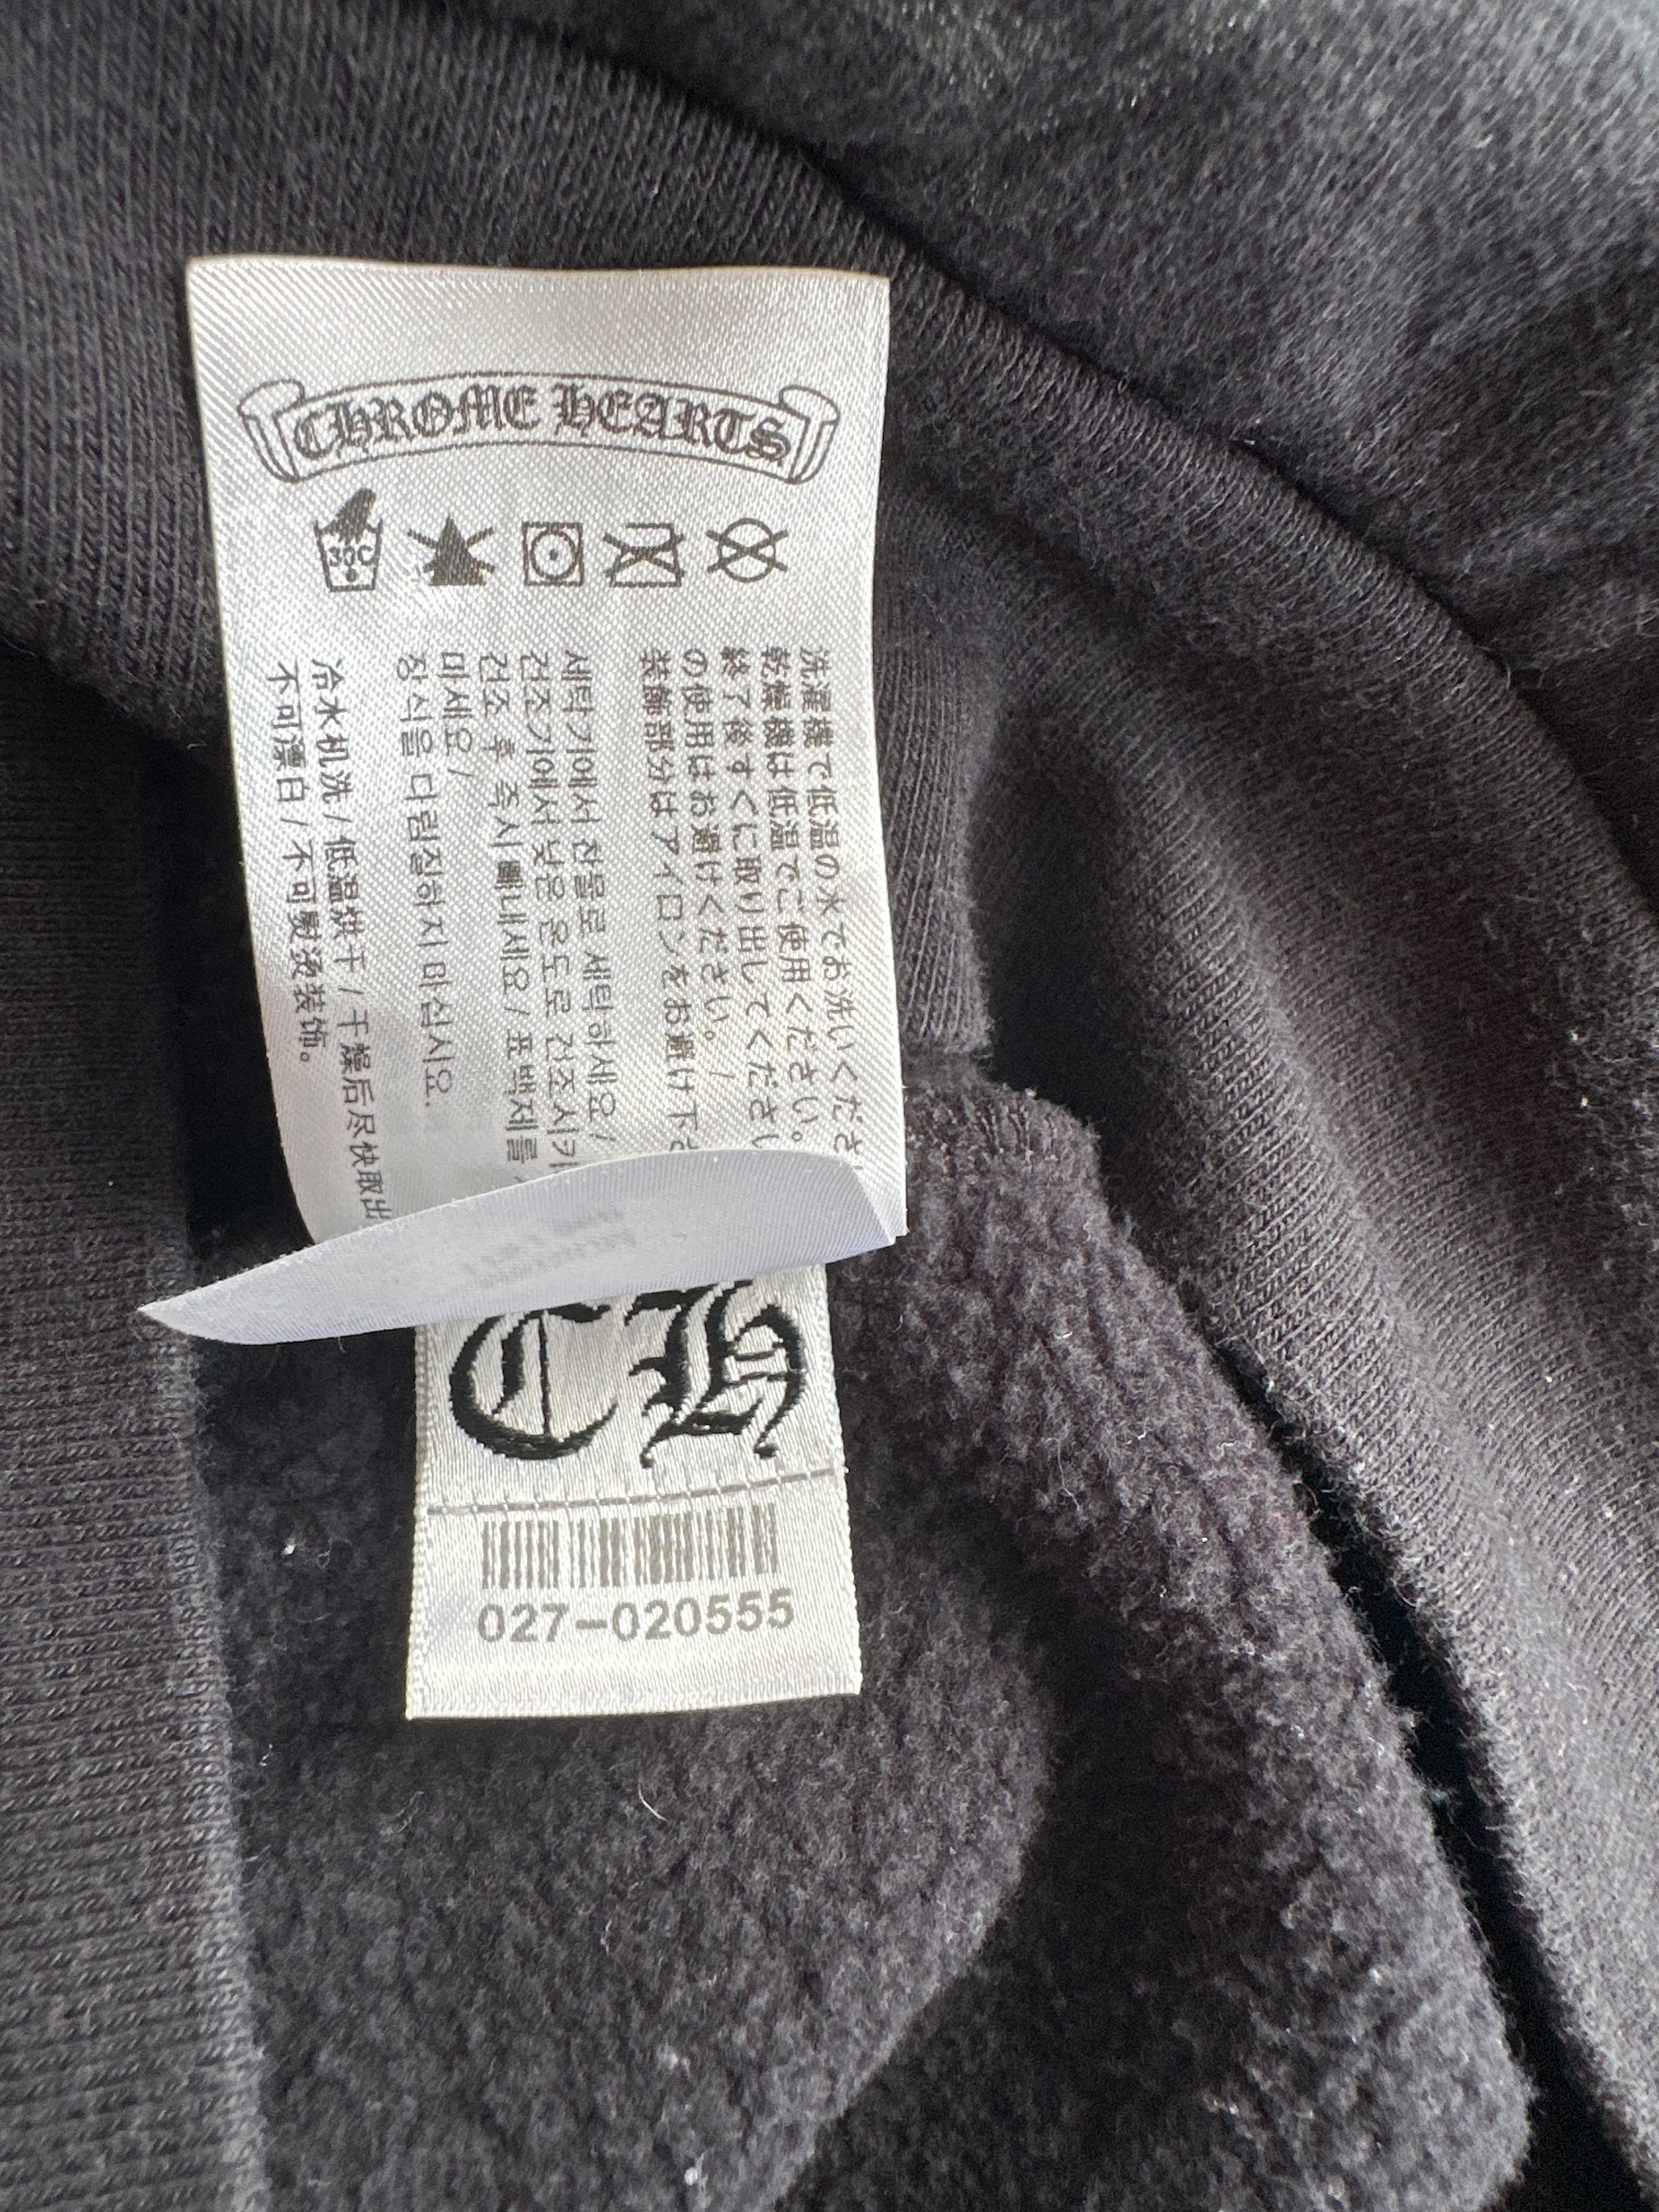 CHROME HEARTS
30C
洗濯機で低温の水でお洗いくださ
乾燥機は低温でご使用ください。
終了後すぐに取り出してくださ
の使用はお避けください。 /
装飾部分はアイロンをお避け下さ
세탁기에서 찬물로 세탁하세요/
건조기에서 낮은 온도로 건조시키
건조 후 즉시 빼내세요 / 표백제를
마세요 /
장식을 다림질하지 마십시오.
冷水机洗 / 低温烘干 / 干燥后尽快取出
不可漂白 / 不可熨烫装饰。
CH
027-020555